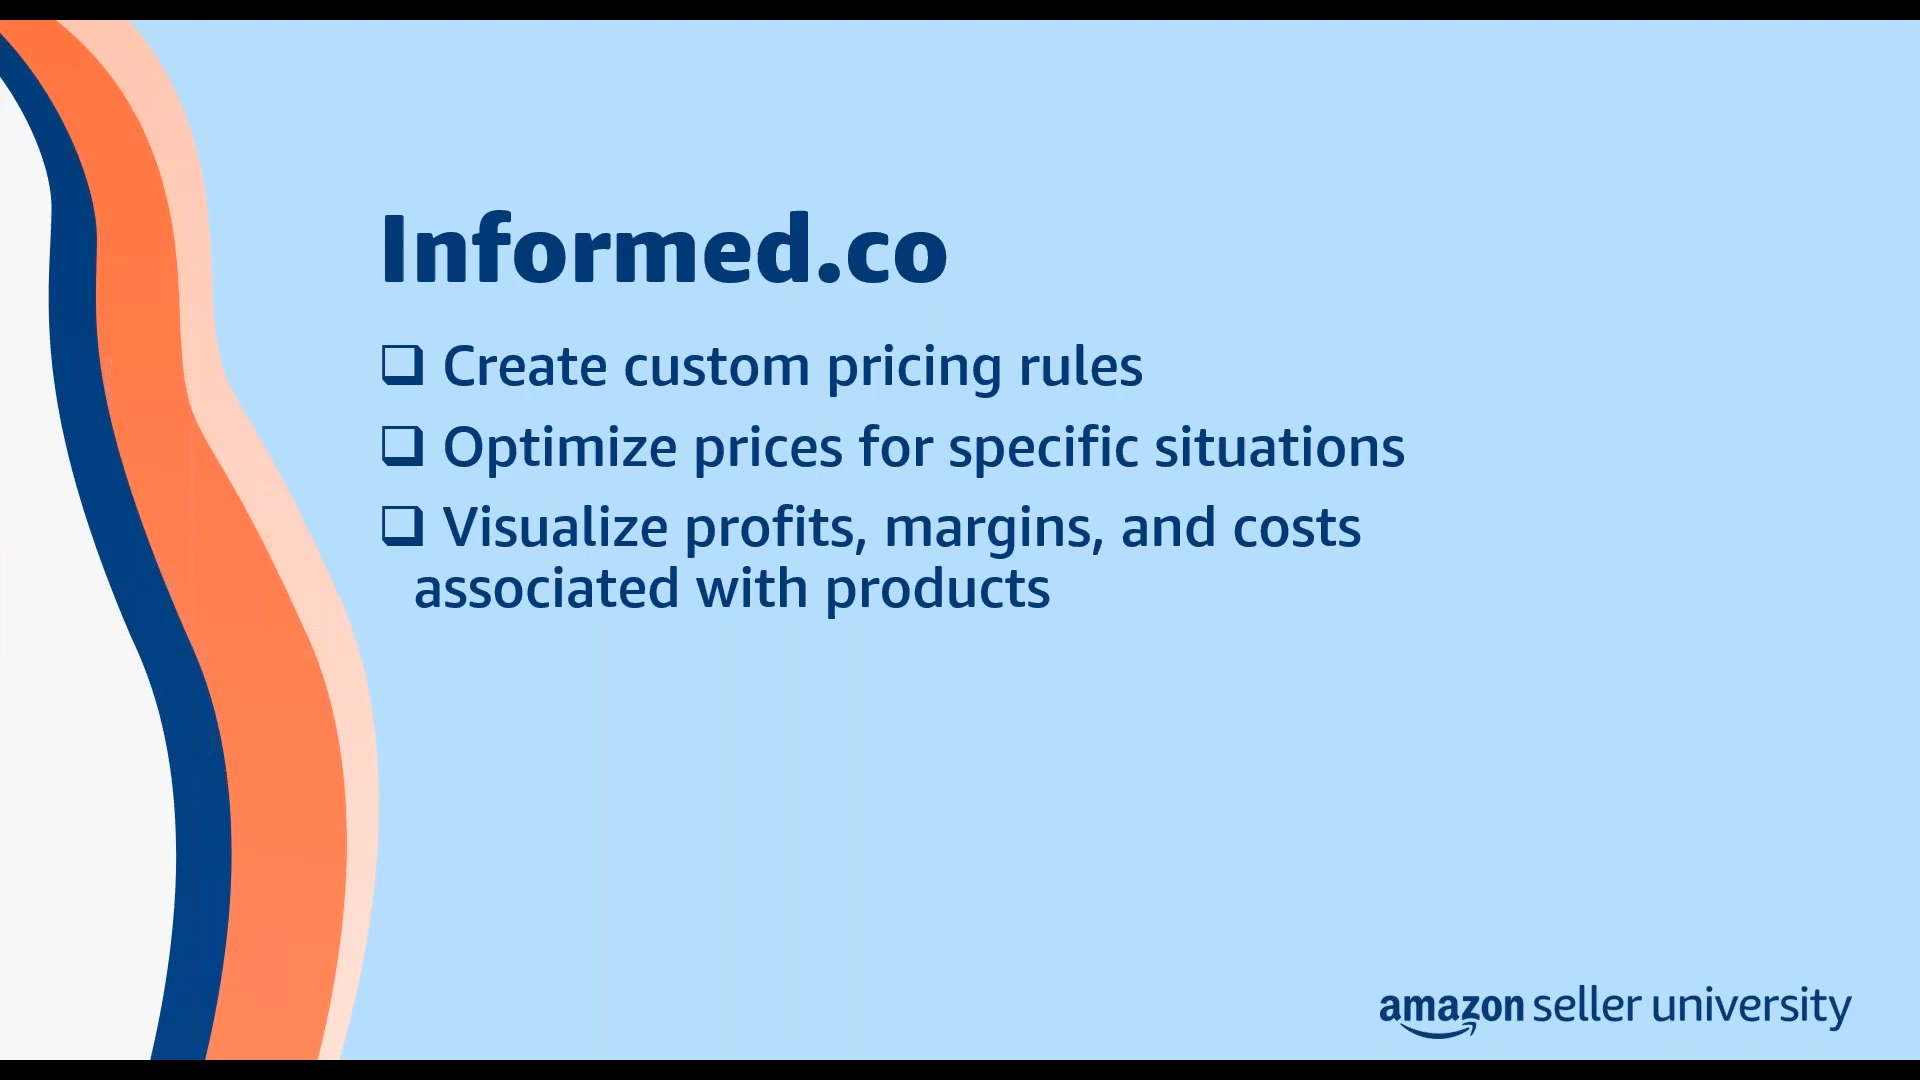 Informed.co
❑ Create custom pricing rules
❑ Optimize prices for specific situations
❑ Visualize profits, margins, and costs
associated with products
amazon seller university